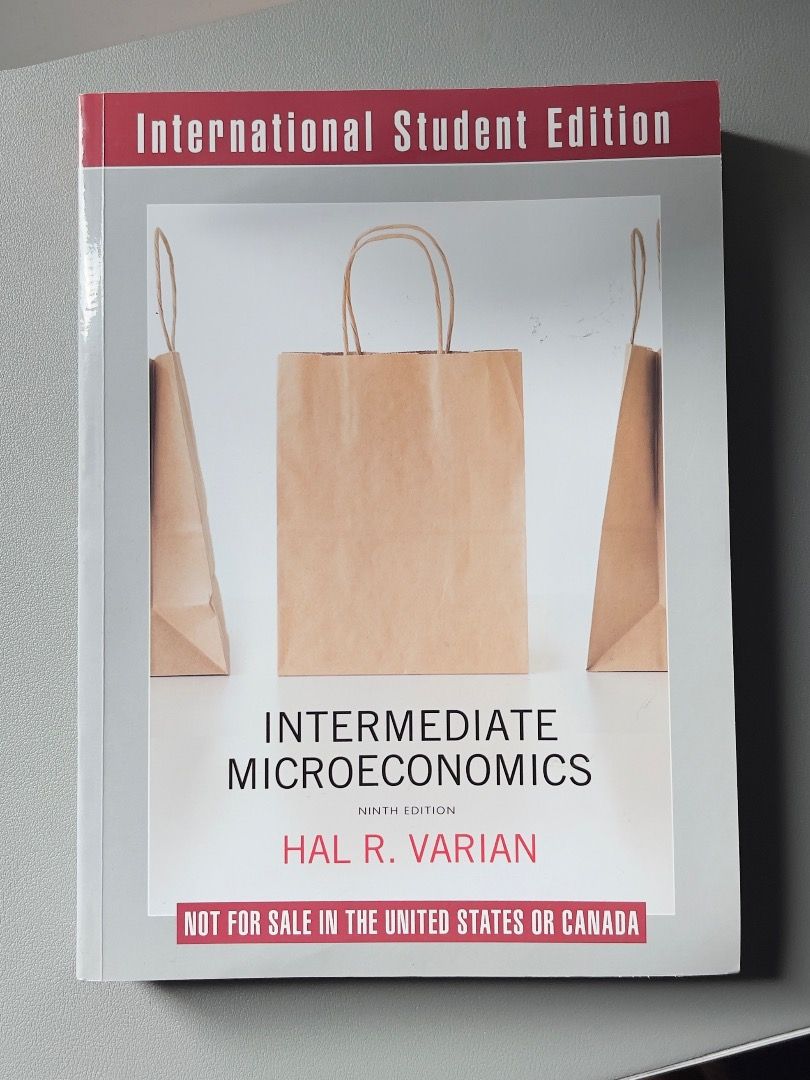 International Student Edition
INTERMEDIATE
MICROECONOMICS
NINTH EDITION
HAL R. VARIAN
NOT FOR SALE IN THE UNITED STATES OR CANADA